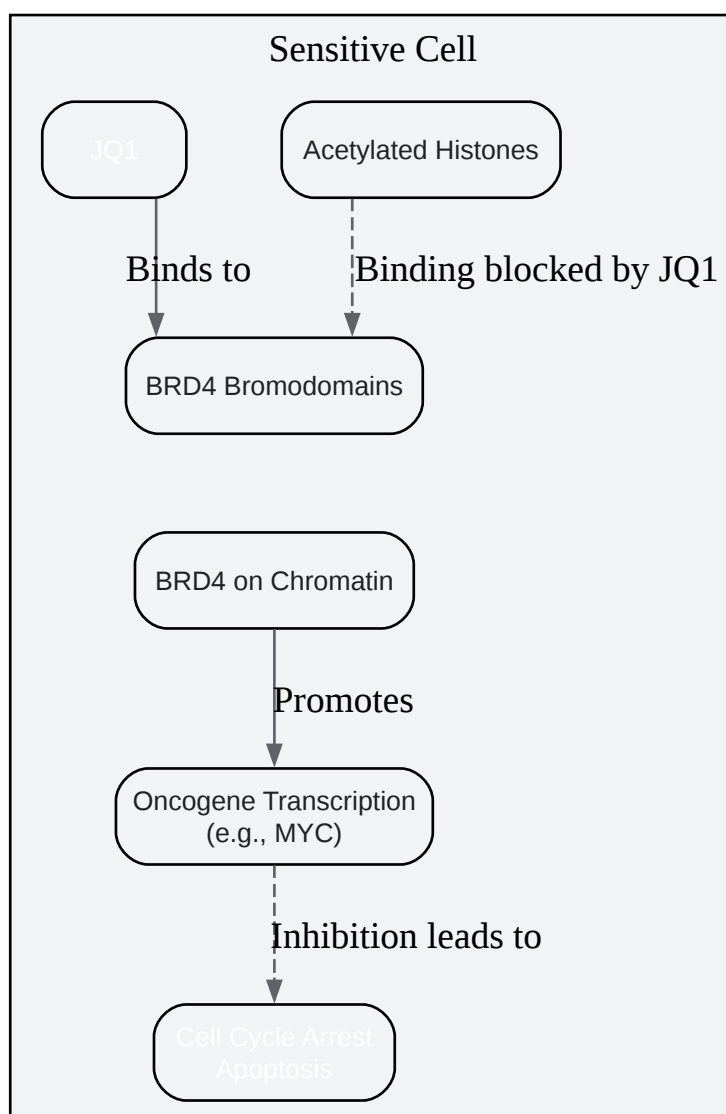 Sensitive Cell
JQ1
Acetylated Histones
Binds to
Binding blocked by JQ1
BRD4 Bromodomains
BRD4 on Chromatin
Promotes
Oncogene Transcription
(e.g., MYC)
Inhibition leads to
Cell Cycle Arrest
Apoptosis